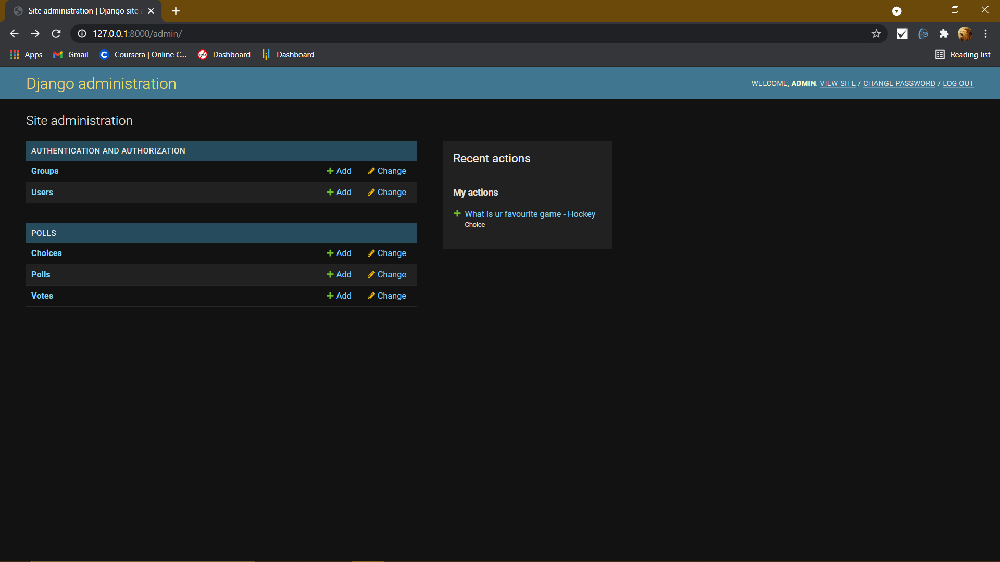 Site administration | Django site
127.0.0.1:8000/admin/
Apps
Gmail
Coursera | Online C...
Dashboard
Dashboard
Reading list
Django administration
WELCOME, ADMIN. VIEW SITE / CHANGE PASSWORD / LOG OUT
Site administration
AUTHENTICATION AND AUTHORIZATION
Groups Add Change
Users Add Change
POLLS
Choices Add Change
Polls Add Change
Votes Add Change
Recent actions
My actions
What is ur favourite game - Hockey
Choice